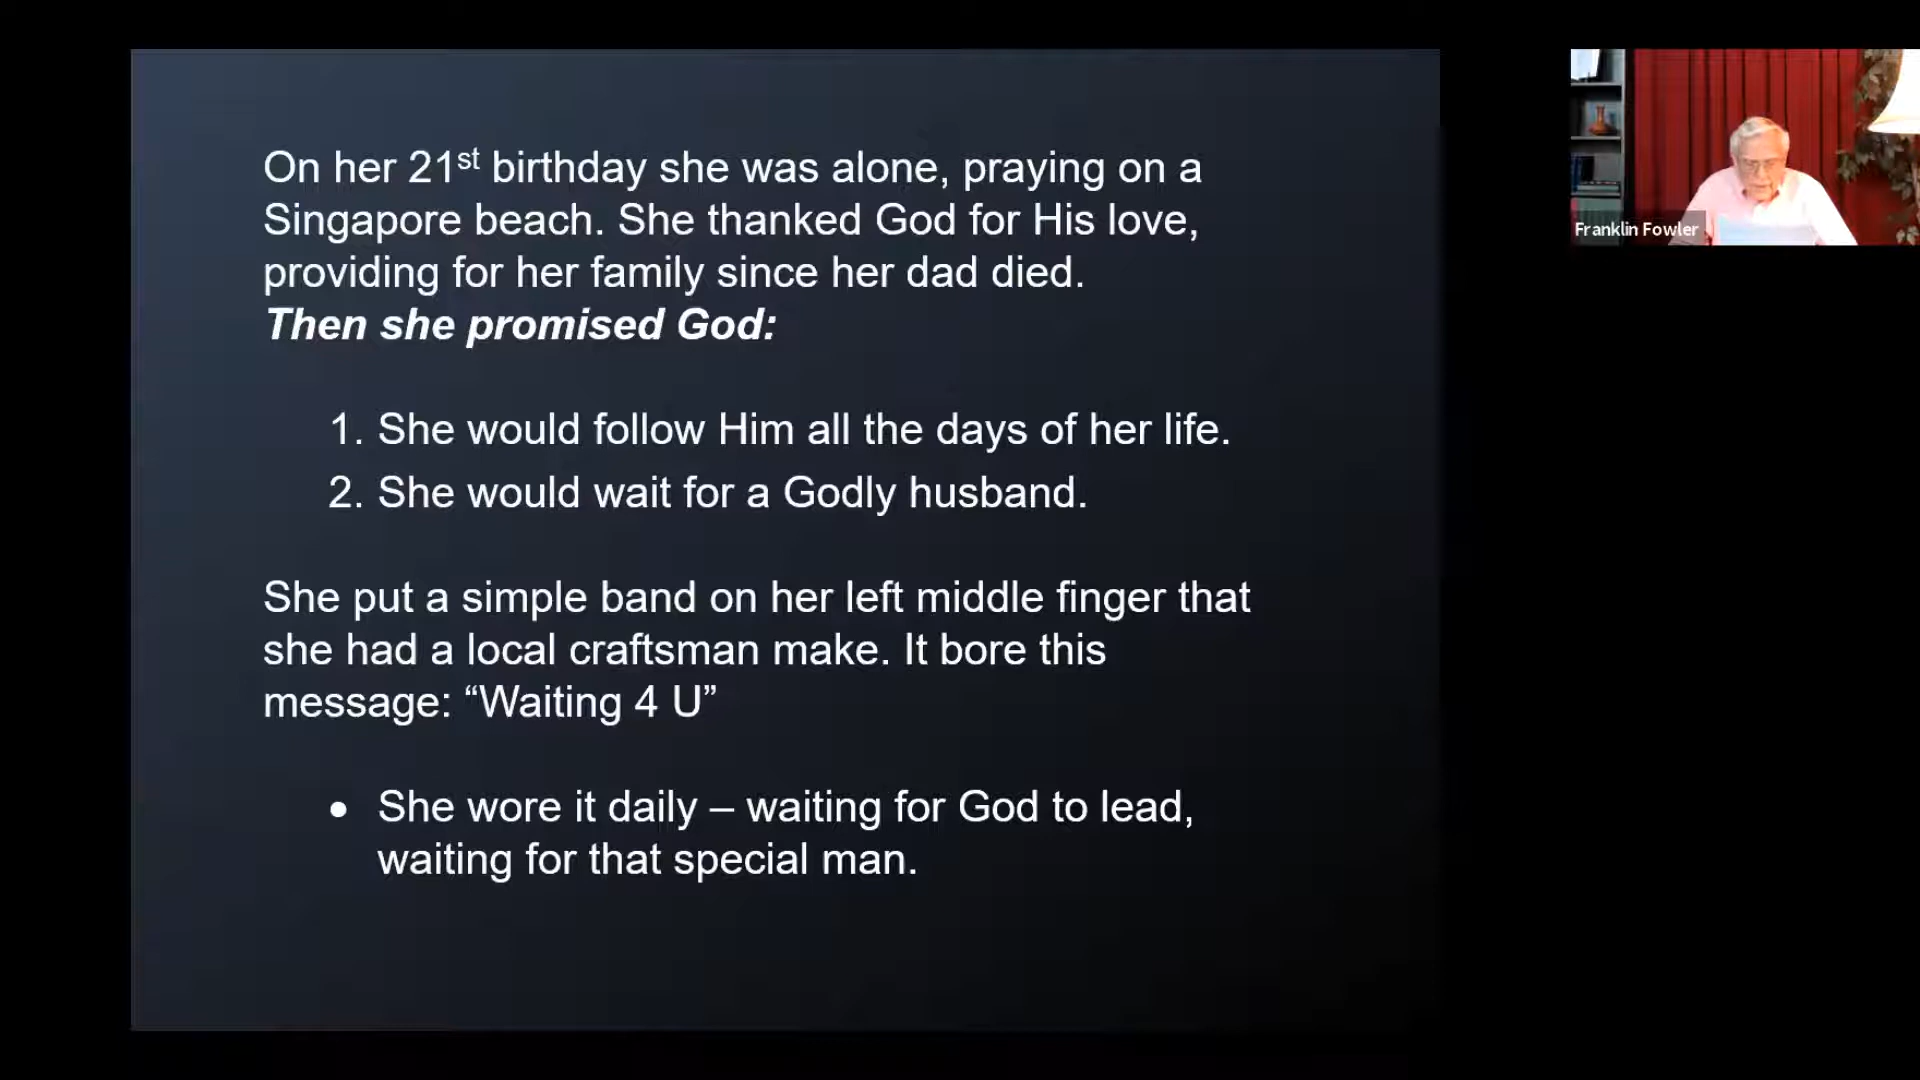 On her 21st birthday she was alone, praying on a
Singapore beach. She thanked God for His love,
providing for her family since her dad died.
Then she promised God:
1. She would follow Him all the days of her life.
2. She would wait for a Godly husband.
She put a simple band on her left middle finger that
she had a local craftsman make. It bore this
message: “Waiting 4 U”
• She wore it daily – waiting for God to lead,
waiting for that special man.
Franklin Fowler